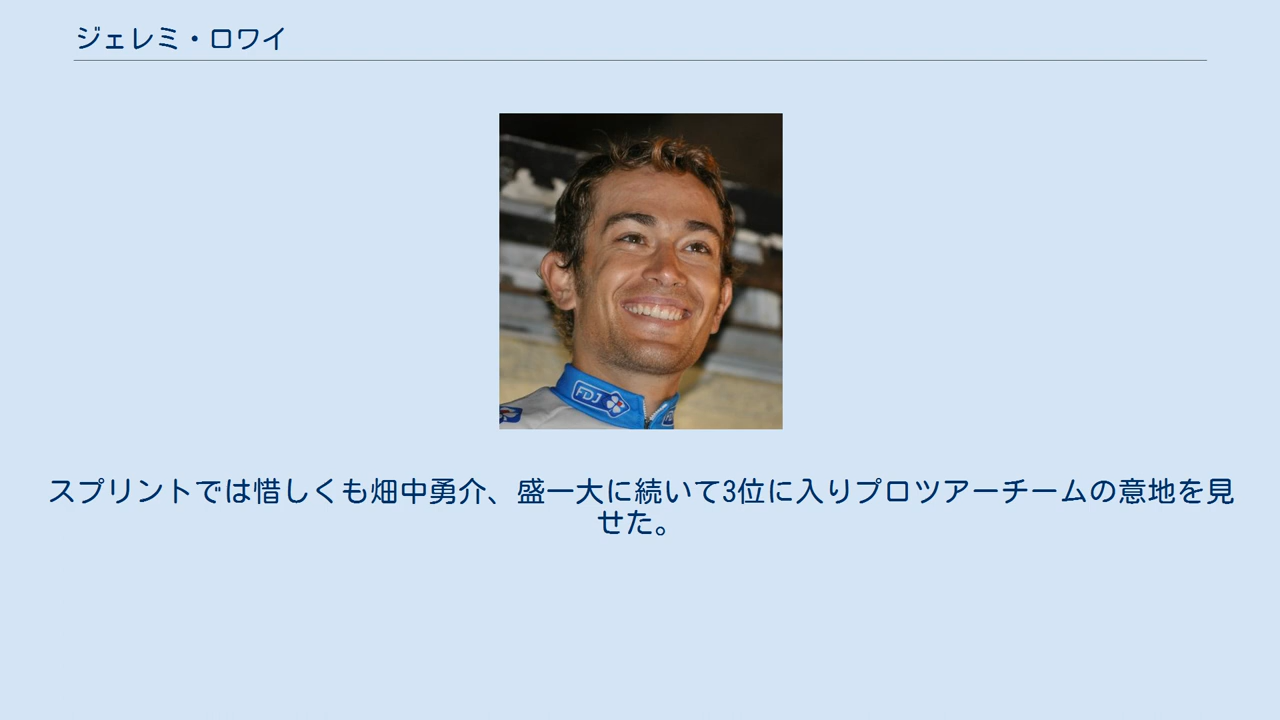 ジェレミ・ロワイ
FDJ
スプリントでは惜しくも畑中勇介、盛一大に続いて3位に入りプロツアーチームの意地を見
せた。